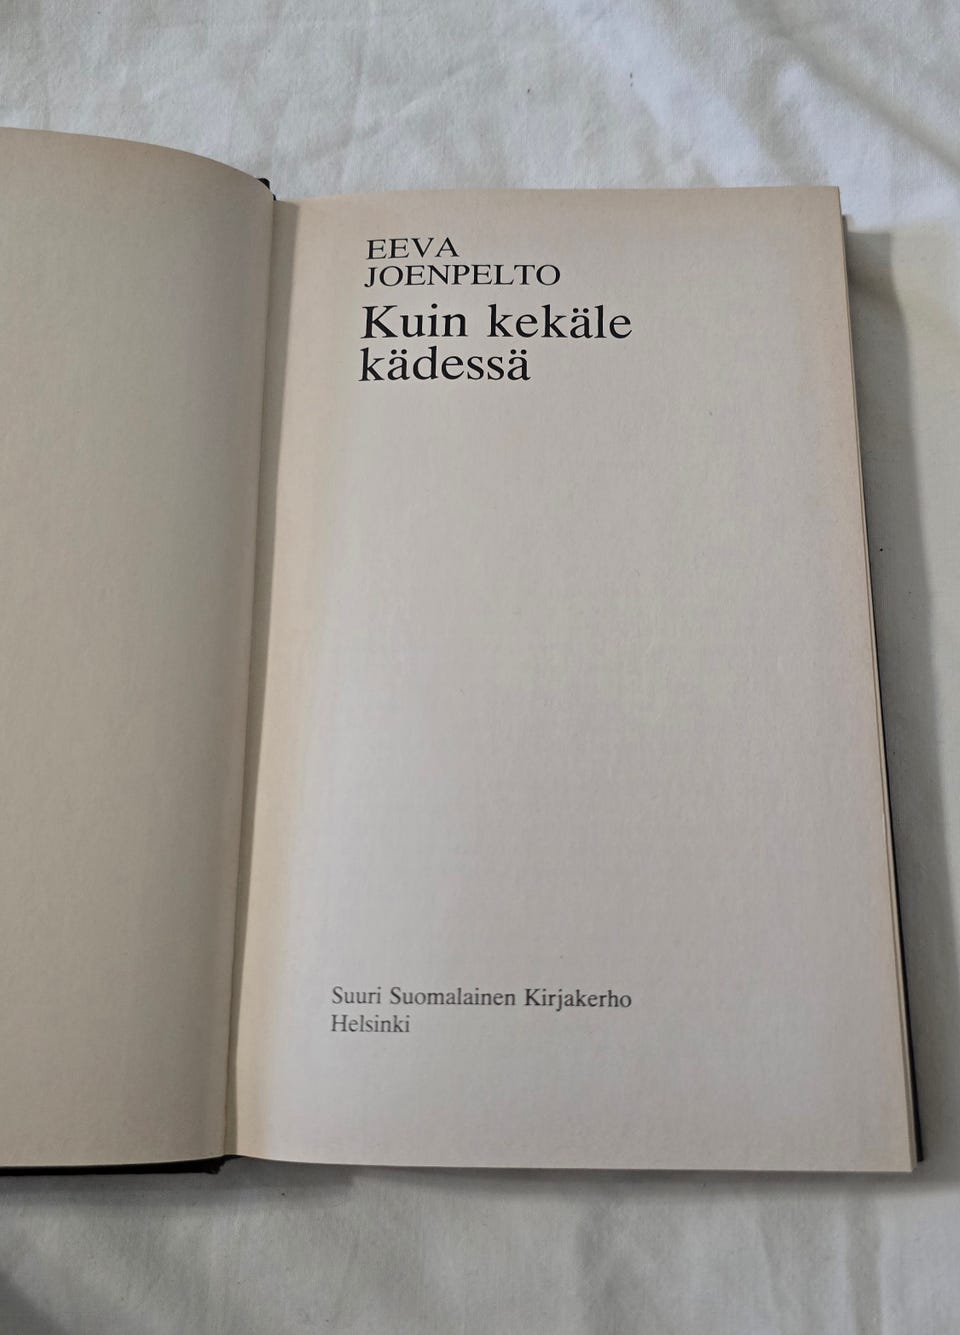 EEVA
JOENPELTO
Kuin kekäle
kädessä
Suuri Suomalainen Kirjakerho
Helsinki